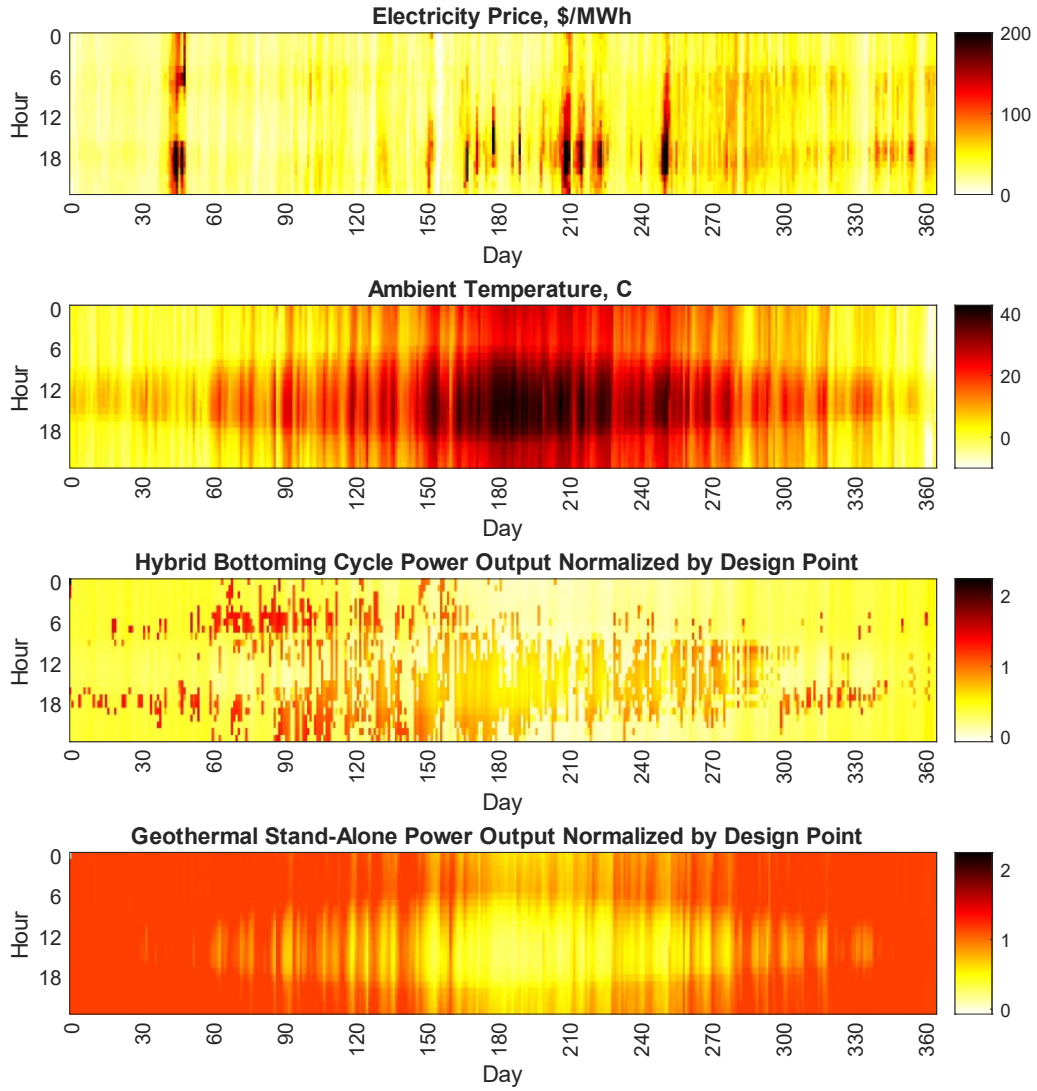 Electricity Price, $/MWh
0
6
12
18
Hour
0 30 60 90 120 150 180 210 240 270 300 330 360
Day
200
100
0
Ambient Temperature, C
0
6
12
18
Hour
0 30 60 90 120 150 180 210 240 270 300 330 360
Day
40
20
0
Hybrid Bottoming Cycle Power Output Normalized by Design Point
0
6
12
18
Hour
0 30 60 90 120 150 180 210 240 270 300 330 360
Day
2
1
0
Geothermal Stand-Alone Power Output Normalized by Design Point
0
6
12
18
Hour
0 30 60 90 120 150 180 210 240 270 300 330 360
Day
2
1
0